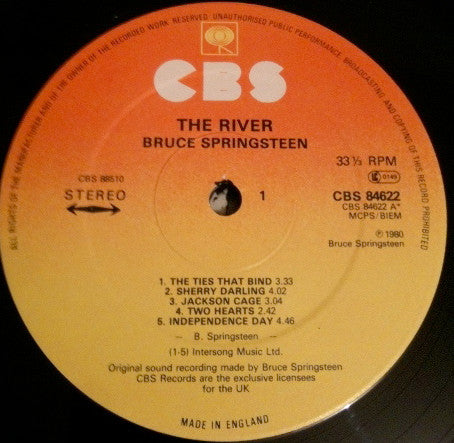 ALL RIGHTS OF THE MANUFACTURER AND OF THE OWNER OF THE RECORDED WORK RESERVED UNAUTHORISED PUBLIC PERFORMANCE BROADCASTING AND COPYING OF THIS RECORD PROHIBITED
CBS
THE RIVER
BRUCE SPRINGSTEEN
CBS 88510
STEREO
1
33⅓ RPM
0149
CBS 84622
CBS 84622 A*
MCPS/BIEM
℗ 1980
Bruce Springsteen
1. THE TIES THAT BIND 3.33
2. SHERRY DARLING 4.02
3. JACKSON CAGE 3.04
4. TWO HEARTS 2.42
5. INDEPENDENCE DAY 4.46
— B. Springsteen —
(1-5) Intersong Music Ltd.
Original sound recording made by Bruce Springsteen
CBS Records are the exclusive licensees
for the UK
MADE IN ENGLAND